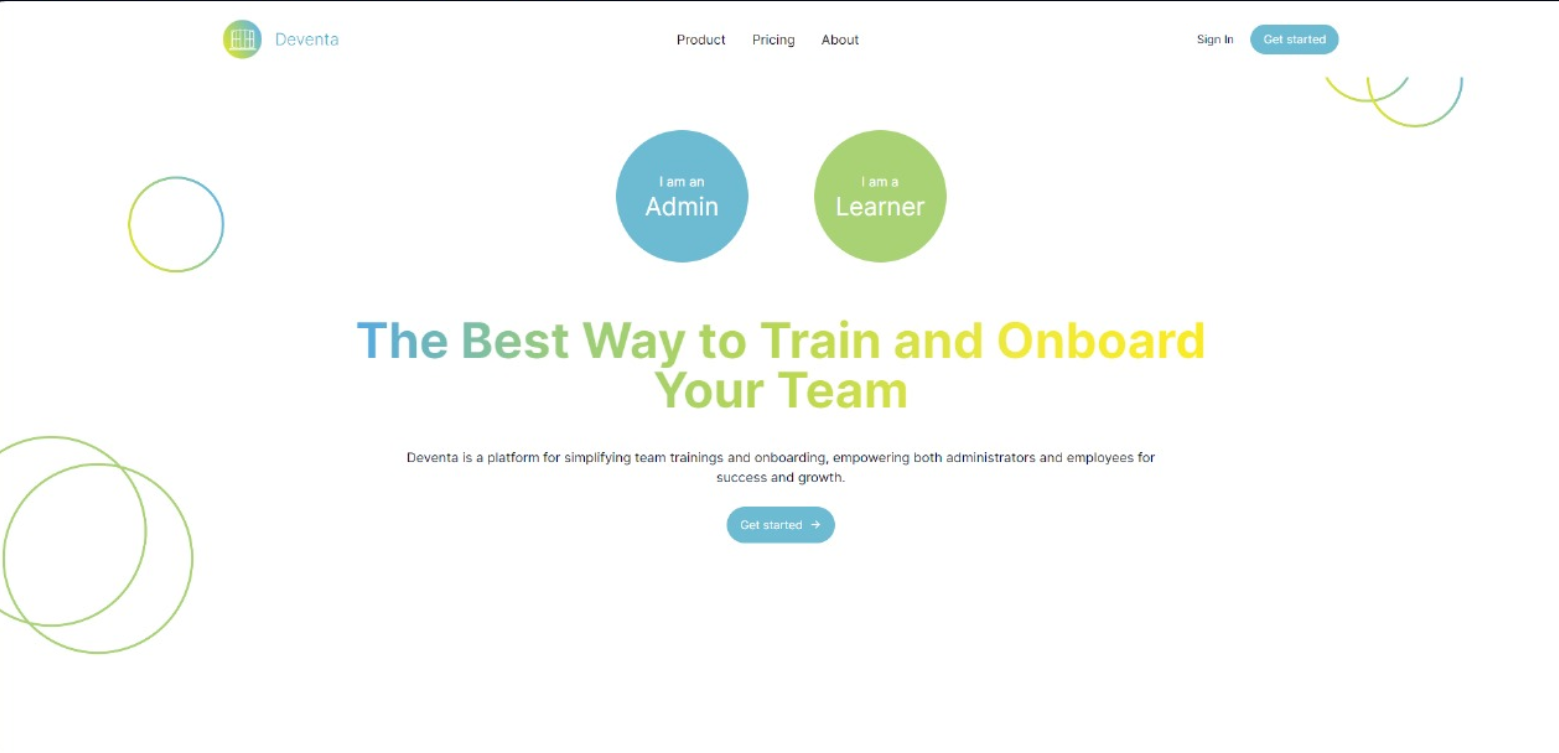 Deventa
Product
Pricing
About
Sign In
Get started
I am an
Admin
I am a
Learner
The Best Way to Train and Onboard
Your Team
Deventa is a platform for simplifying team trainings and onboarding, empowering both administrators and employees for
success and growth.
Get started →